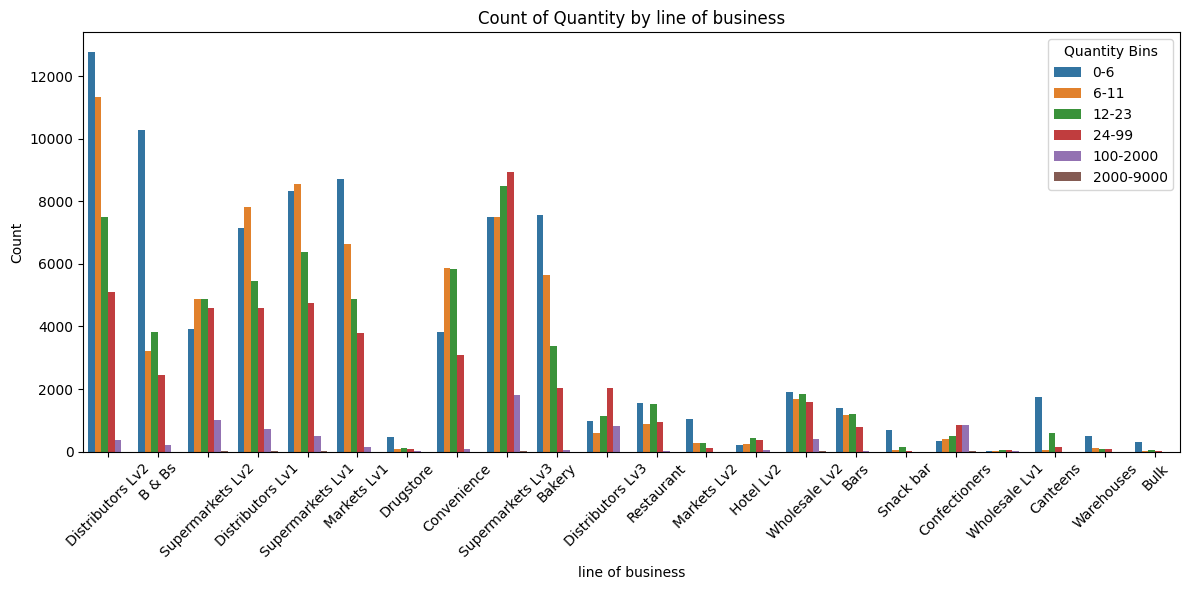 Count of Quantity by line of business
Quantity Bins
0-6
6-11
12-23
24-99
100-2000
2000-9000
Count
12000
10000
8000
6000
4000
2000
0
Distributors Lv2
B & Bs
Supermarkets Lv2
Distributors Lv1
Supermarkets Lv1
Markets Lv1
Drugstore
Convenience
Supermarkets Lv3
Bakery
Distributors Lv3
Restaurant
Markets Lv2
Hotel Lv2
Wholesale Lv2
Bars
Snack bar
Confectioners
Wholesale Lv1
Canteens
Warehouses
Bulk
line of business